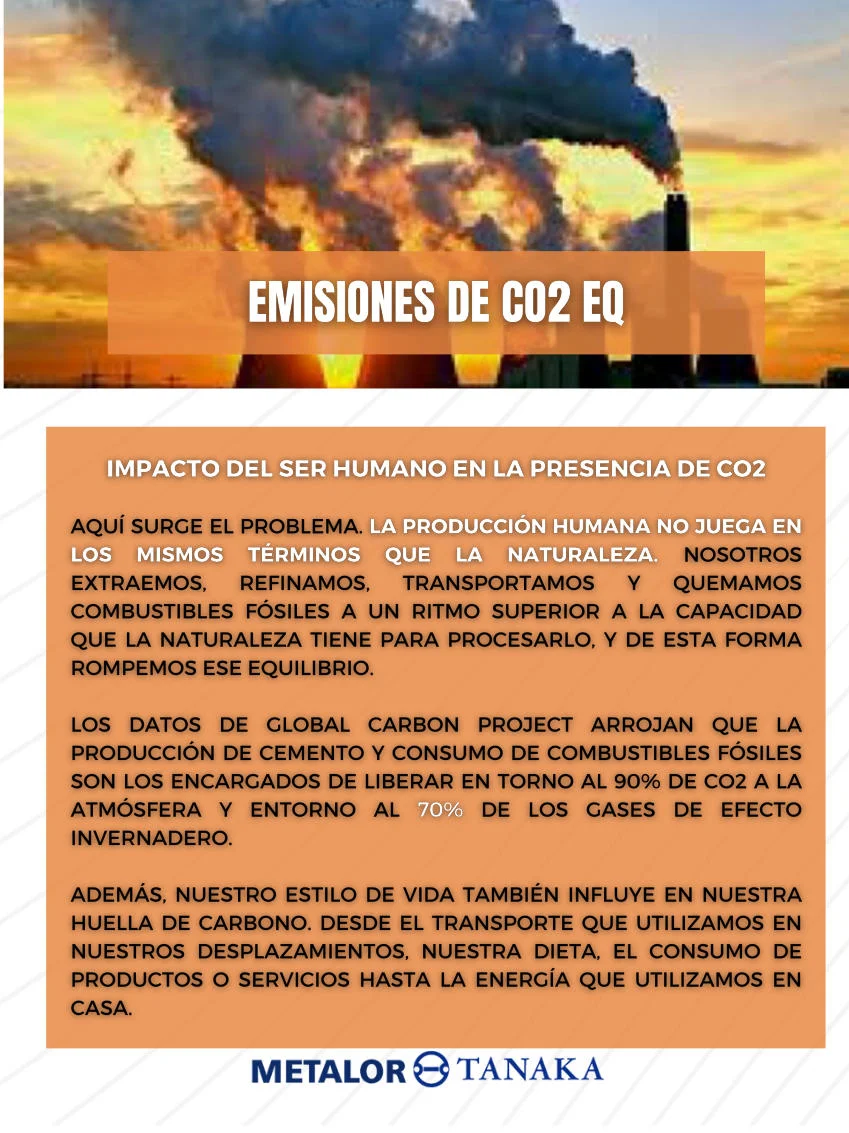 EMISIONES DE CO2 EQ
IMPACTO DEL SER HUMANO EN LA PRESENCIA DE CO2
AQUÍ SURGE EL PROBLEMA. LA PRODUCCIÓN HUMANA NO JUEGA EN
LOS MISMOS TÉRMINOS QUE LA NATURALEZA. NOSOTROS
EXTRAEMOS, REFINAMOS, TRANSPORTAMOS Y QUEMAMOS
COMBUSTIBLES FÓSILES A UN RITMO SUPERIOR A LA CAPACIDAD
QUE LA NATURALEZA TIENE PARA PROCESARLO, Y DE ESTA FORMA
ROMPEMOS ESE EQUILIBRIO.
LOS DATOS DE GLOBAL CARBON PROJECT ARROJAN QUE LA
PRODUCCIÓN DE CEMENTO Y CONSUMO DE COMBUSTIBLES FÓSILES
SON LOS ENCARGADOS DE LIBERAR EN TORNO AL 90% DE CO2 A LA
ATMÓSFERA Y ENTORNO AL 70% DE LOS GASES DE EFECTO
INVERNADERO.
ADEMÁS, NUESTRO ESTILO DE VIDA TAMBIÉN INFLUYE EN NUESTRA
HUELLA DE CARBONO. DESDE EL TRANSPORTE QUE UTILIZAMOS EN
NUESTROS DESPLAZAMIENTOS, NUESTRA DIETA, EL CONSUMO DE
PRODUCTOS O SERVICIOS HASTA LA ENERGÍA QUE UTILIZAMOS EN
CASA.
METALOR TANAKA